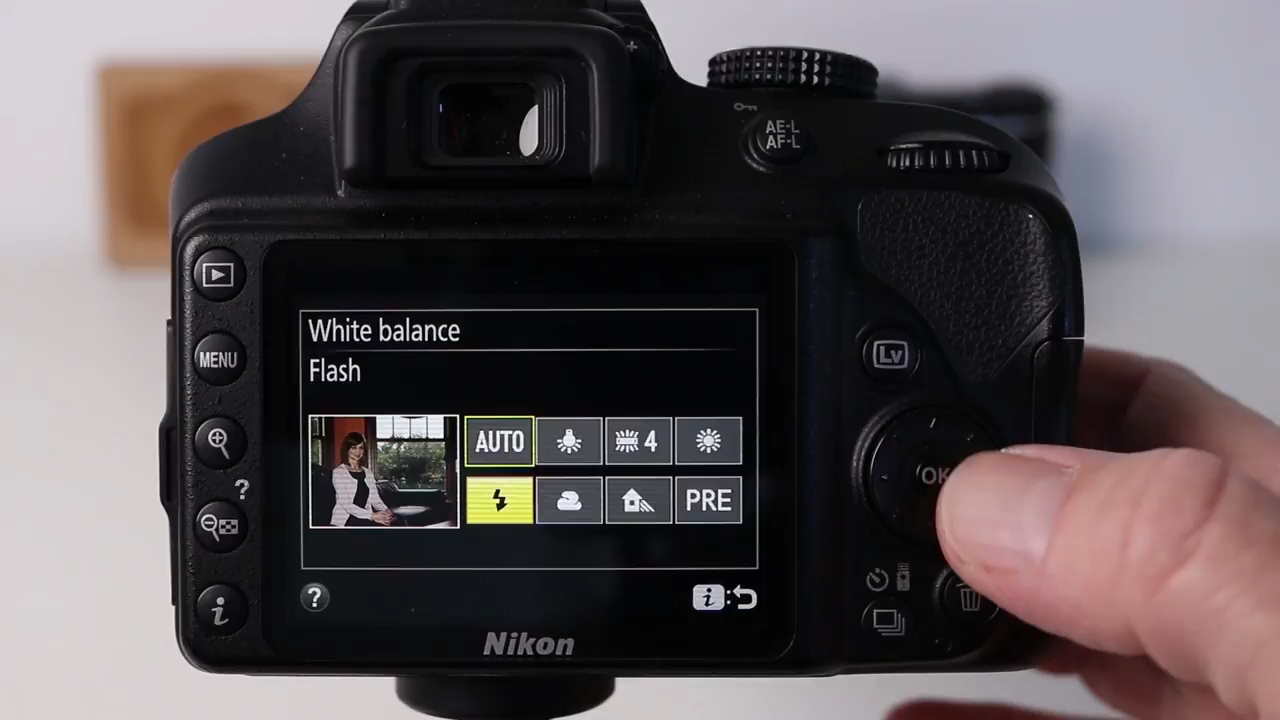 AE-L
AF-L
MENU
?
i
White balance
Flash
AUTO
4
PRE
?
i:
Lv
OK
Nikon